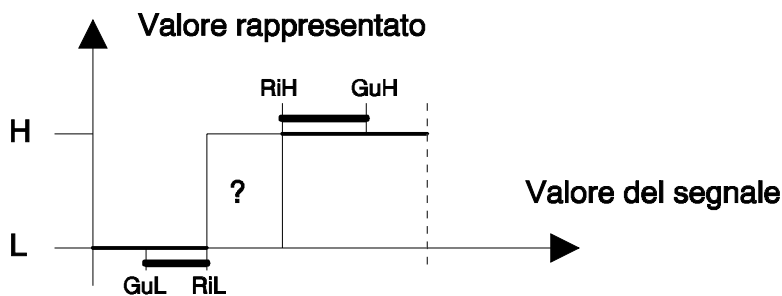 Valore rappresentato
RiH GuH
H
?
Valore del segnale
L
GuL RiL